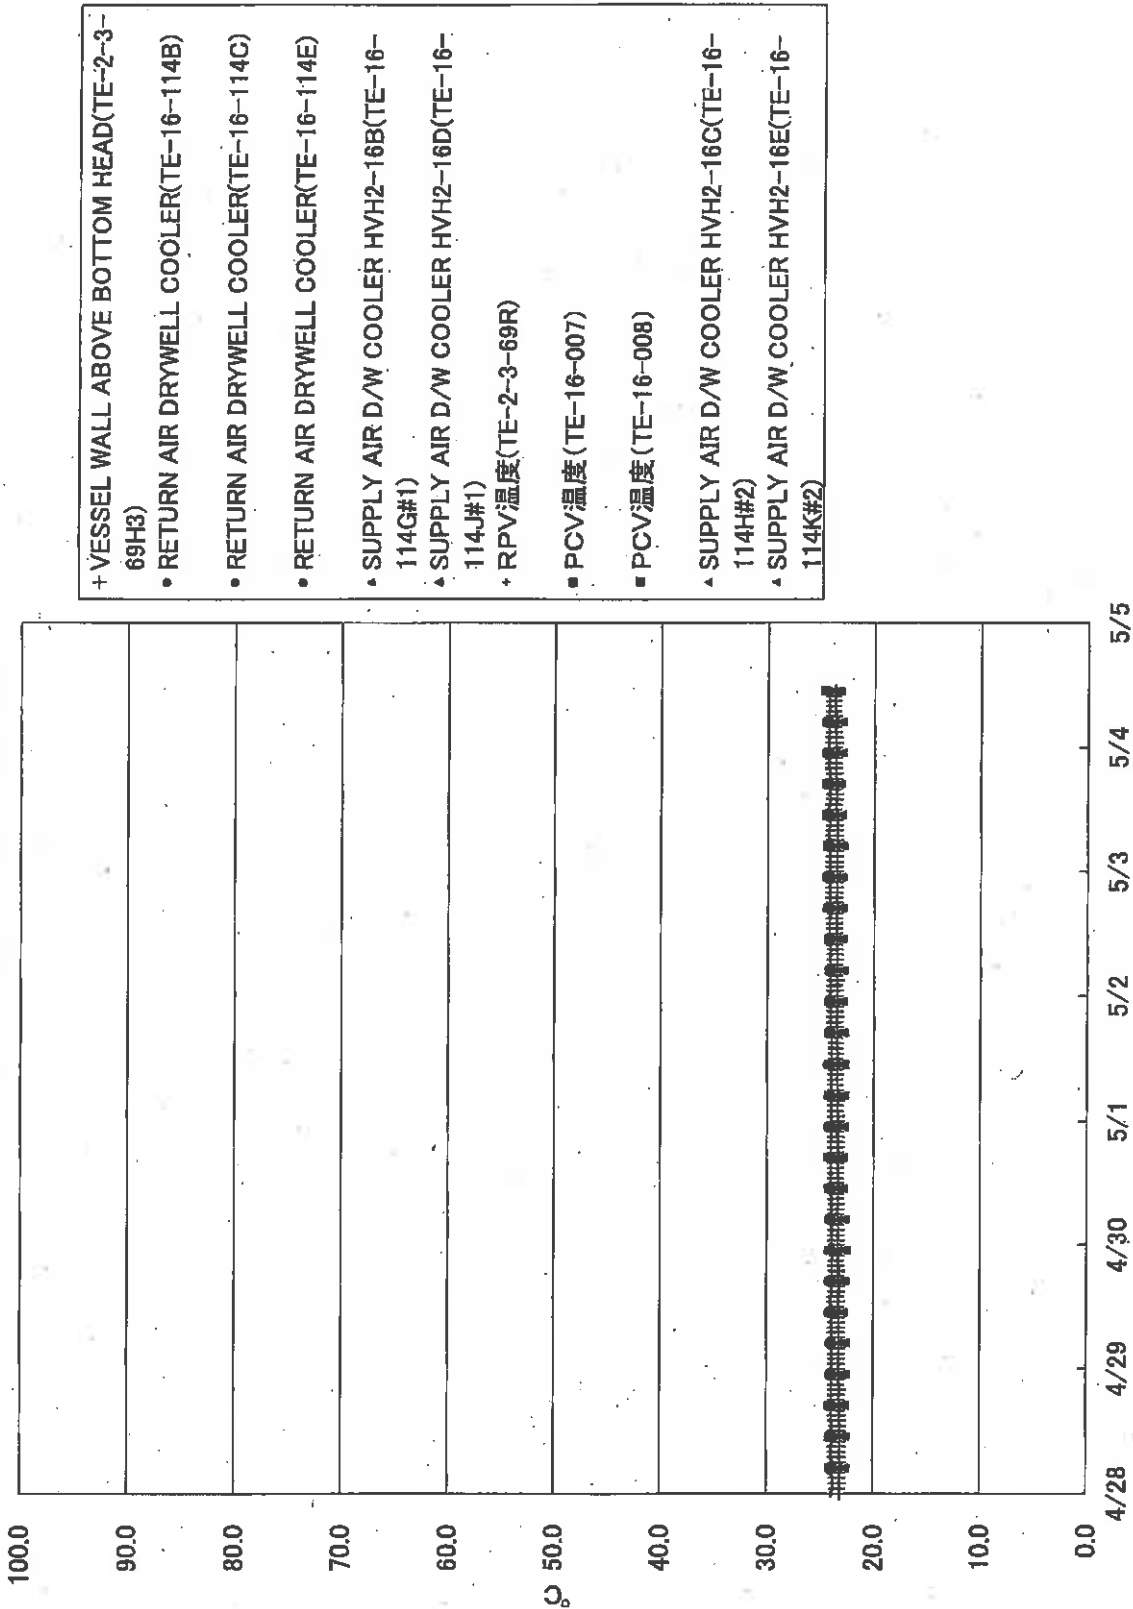 + VESSEL WALL ABOVE BOTTOM HEAD(TE-2-3-
69H3)
• RETURN AIR DRYWELL COOLER(TE-16-114B)
• RETURN AIR DRYWELL COOLER(TE-16-114C)
• RETURN AIR DRYWELL COOLER(TE-16-114E)
▲ SUPPLY AIR D/W COOLER HVH2-16B(TE-16-
114G#1)
▲ SUPPLY AIR D/W COOLER HVH2-16D(TE-16-
114J#1)
+ RPV温度(TE-2-3-69R)
■ PCV温度(TE-16-007)
■ PCV温度(TE-16-008)
▲ SUPPLY AIR D/W COOLER HVH2-16C(TE-16-
114H#2)
▲ SUPPLY AIR D/W COOLER HVH2-16E(TE-16-
114K#2)
100.0
90.0
80.0
70.0
60.0
50.0
40.0
30.0
20.0
10.0
0.0
℃
4/28 4/29 4/30 5/1 5/2 5/3 5/4 5/5